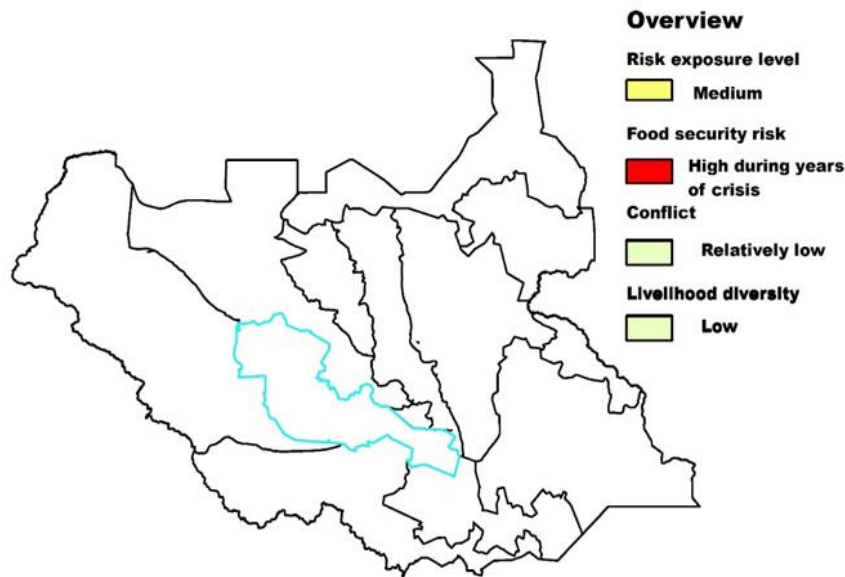 Overview
Risk exposure level
Medium
Food security risk
High during years
of crisis
Conflict
Relatively low
Livelihood diversity
Low